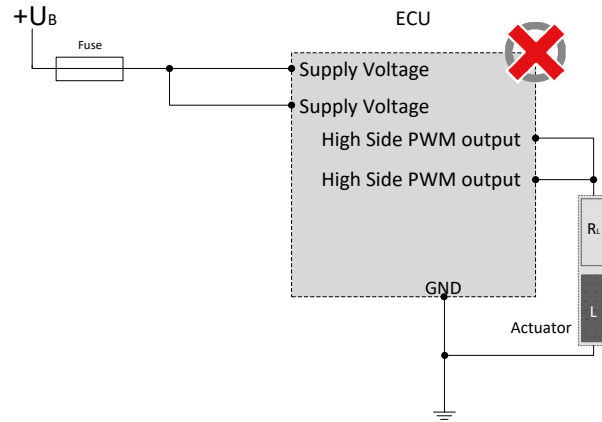 +UB
ECU
Fuse
Supply Voltage
Supply Voltage
High Side PWM output
High Side PWM output
RL
GND
L
Actuator